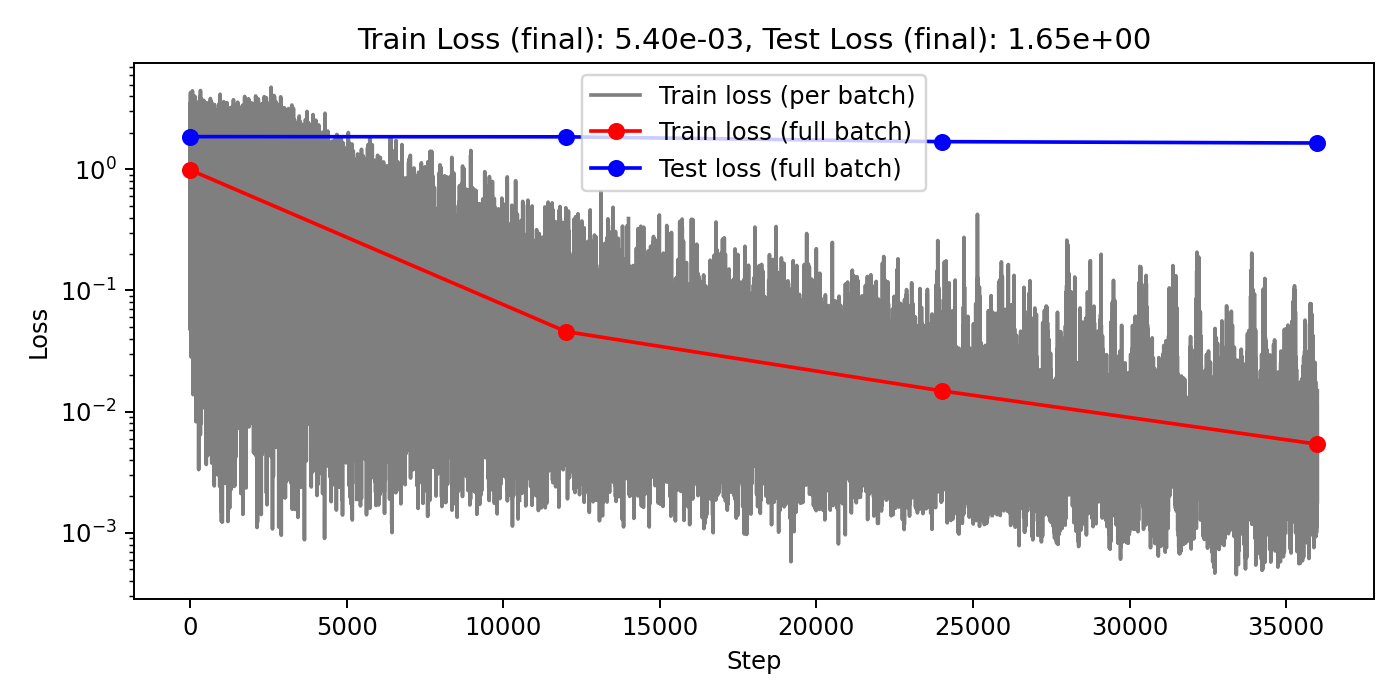 Train Loss (final): 5.40e-03, Test Loss (final): 1.65e+00
Train loss (per batch)
Train loss (full batch)
Test loss (full batch)
Loss
10⁰
10⁻¹
10⁻²
10⁻³
0 5000 10000 15000 20000 25000 30000 35000
Step